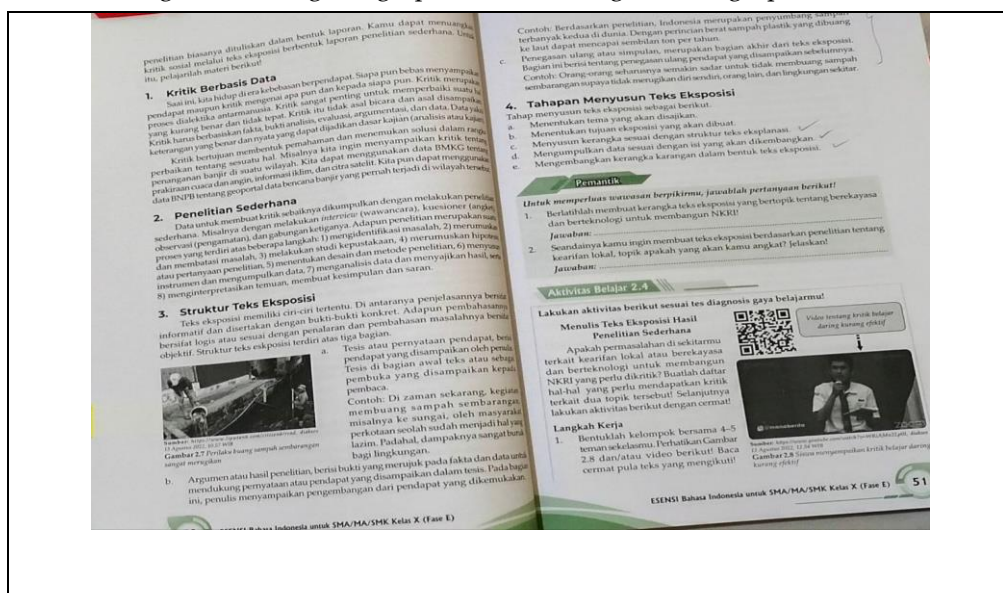 penelitian biasanya dituliskan dalam bentuk laporan. Kamu dapat menuangkan
kritik sosial melalui teks eksposisi berbentuk laporan penelitian sederhana. Untuk
itu, pelajarilah materi berikut!
1. Kritik Berbasis Data
Saat ini, kita hidup di era kebebasan berpendapat. Siapa pun bebas menyampaika
pendapat maupun kritik mengenai apa pun dan kepada siapa pun. Kritik merupaka
proses dialektika antarmanusia. Kritik sangat penting untuk memperbaiki suatu ha
yang kurang benar dan tidak tepat. Kritik itu tidak asal bicara dan asal disampaika
Kritik harus berbasiskan fakta, bukti analisis, evaluasi, argumentasi, dan data. Data yak
keterangan yang benar dan nyata yang dapat dijadikan dasar kajian (analisis atau kajian
Kritik bertujuan membentuk pemahaman dan menemukan solusi dalam rangka
perbaikan tentang sesuatu hal. Misalnya kita ingin menyampaikan kritik tentang
penanganan banjir di suatu wilayah. Kita dapat menggunakan data BMKG tentang
prakiraan cuaca dan angin, informasi iklim, dan citra satelit. Kita pun dapat menggunaka
data BNPB tentang geoportal data bencana banjir yang pernah terjadi di wilayah tersebu
2. Penelitian Sederhana
Data untuk membuat kritik sebaiknya dikumpulkan dengan melakukan penelitian
sederhana. Misalnya dengan melakukan interview (wawancara), kuesioner (angket
observasi (pengamatan), dan gabungan ketiganya. Adapun penelitian merupakan suatu
proses yang terdiri atas beberapa langkah: 1) mengidentifikasi masalah, 2) merumuska
dan membatasi masalah, 3) melakukan studi kepustakaan, 4) merumuskan hipotes
atau pertanyaan penelitian, 5) menentukan desain dan metode penelitian, 6) menyusu
instrumen dan mengumpulkan data, 7) menganalisis data dan menyajikan hasil, serta
8) menginterpretasikan temuan, membuat kesimpulan dan saran.
3. Struktur Teks Eksposisi
Teks eksposisi memiliki ciri-ciri tertentu. Di antaranya penjelasannya bersifa
informatif dan disertakan dengan bukti-bukti konkret. Adapun pembahasannya
bersifat logis atau sesuai dengan penalaran dan pembahasan masalahnya bersifa
objektif. Struktur teks eskposisi terdiri atas tiga bagian.
a. Tesis atau pernyataan pendapat, berisi
pendapat yang disampaikan oleh penulis
Tesis di bagian awal teks atau sebagai
pembuka yang disampaikan kepada
pembaca.
Contoh: Di zaman sekarang, kegiatan
membuang sampah sembarangan
misalnya ke sungai, oleh masyarakat
perkotaan seolah sudah menjadi hal yang
lazim. Padahal, dampaknya sangat buruk
bagi lingkungan.
13 Agustus 2022, 10.27 WIB
Gambar 2.7 Perilaku buang sampah sembarangan
sangat merugikan
b. Argumen atau hasil penelitian, berisi bukti yang merujuk pada fakta dan data untu
mendukung pernyataan atau pendapat yang disampaikan dalam tesis. Pada bagian
ini, penulis menyampaikan pengembangan dari pendapat yang dikemukakan.
ESENSI Bahasa Indonesia untuk SMA/MA/SMK Kelas X (Fase E)
Contoh: Berdasarkan penelitian, Indonesia merupakan penyumbang sampah
terbanyak kedua di dunia. Dengan perincian berat sampah plastik yang dibuang
ke laut dapat mencapai sembilan ton per tahun.
c. Penegasan ulang atau simpulan, merupakan bagian akhir dari teks eksposisi.
Bagian ini berisi tentang penegasan ulang pendapat yang disampaikan sebelumnya.
Contoh: Orang-orang seharusnya semakin sadar untuk tidak membuang sampah
sembarangan supaya tidak merugikan diri sendiri, orang lain, dan lingkungan sekitar.
4. Tahapan Menyusun Teks Eksposisi
Tahap menyusun teks eksposisi sebagai berikut.
a. Menentukan tema yang akan disajikan.
b. Menentukan tujuan eksposisi yang akan dibuat.
c. Menyusun kerangka sesuai dengan struktur teks eksplanasi.
d. Mengumpulkan data sesuai dengan isi yang akan dikembangkan.
e. Mengembangkan kerangka karangan dalam bentuk teks eksposisi.
Pemantik
Untuk memperluas wawasan berpikirmu, jawablah pertanyaan berikut!
1. Berlatihlah membuat kerangka teks eksposisi yang bertopik tentang berekayasa
dan berteknologi untuk membangun NKRI!
Jawaban:
2. Seandainya kamu ingin membuat teks eksposisi berdasarkan penelitian tentang
kearifan lokal, topik apakah yang akan kamu angkat? Jelaskan!
Jawaban:
Aktivitas Belajar 2.4
Lakukan aktivitas berikut sesuai tes diagnosis gaya belajarmu!
Menulis Teks Eksposisi Hasil
Penelitian Sederhana
Apakah permasalahan di sekitarmu
terkait kearifan lokal atau berekayasa
dan berteknologi untuk membangun
NKRI yang perlu dikritik? Buatlah daftar
hal-hal yang perlu mendapatkan kritik
terkait dua topik tersebut! Selanjutnya
lakukan aktivitas berikut dengan cermat!
Langkah Kerja
1. Bentuklah kelompok bersama 4–5
teman sekelasmu. Perhatikan Gambar
2.8 dan/atau video berikut! Baca
cermat pula teks yang mengikuti!
Video tentang kritik belajar
daring kurang efektif
Gambar 2.8 Siswa menyampaikan kritik belajar daring
kurang efektif
ESENSI Bahasa Indonesia untuk SMA/MA/SMK Kelas X (Fase E) 51